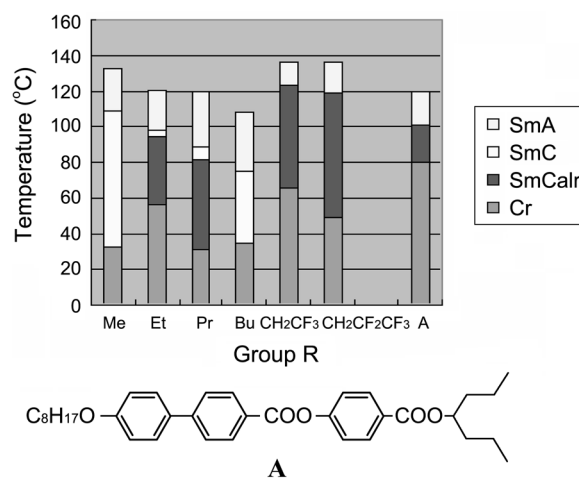 Temperature (°C)
160
140
120
100
80
60
40
20
0
Me Et Pr Bu CH₂CF₃ CH₂CF₂CF₃ A
Group R
SmA
SmC
SmCalt
Cr
C₈H₁₇O COO COO
A